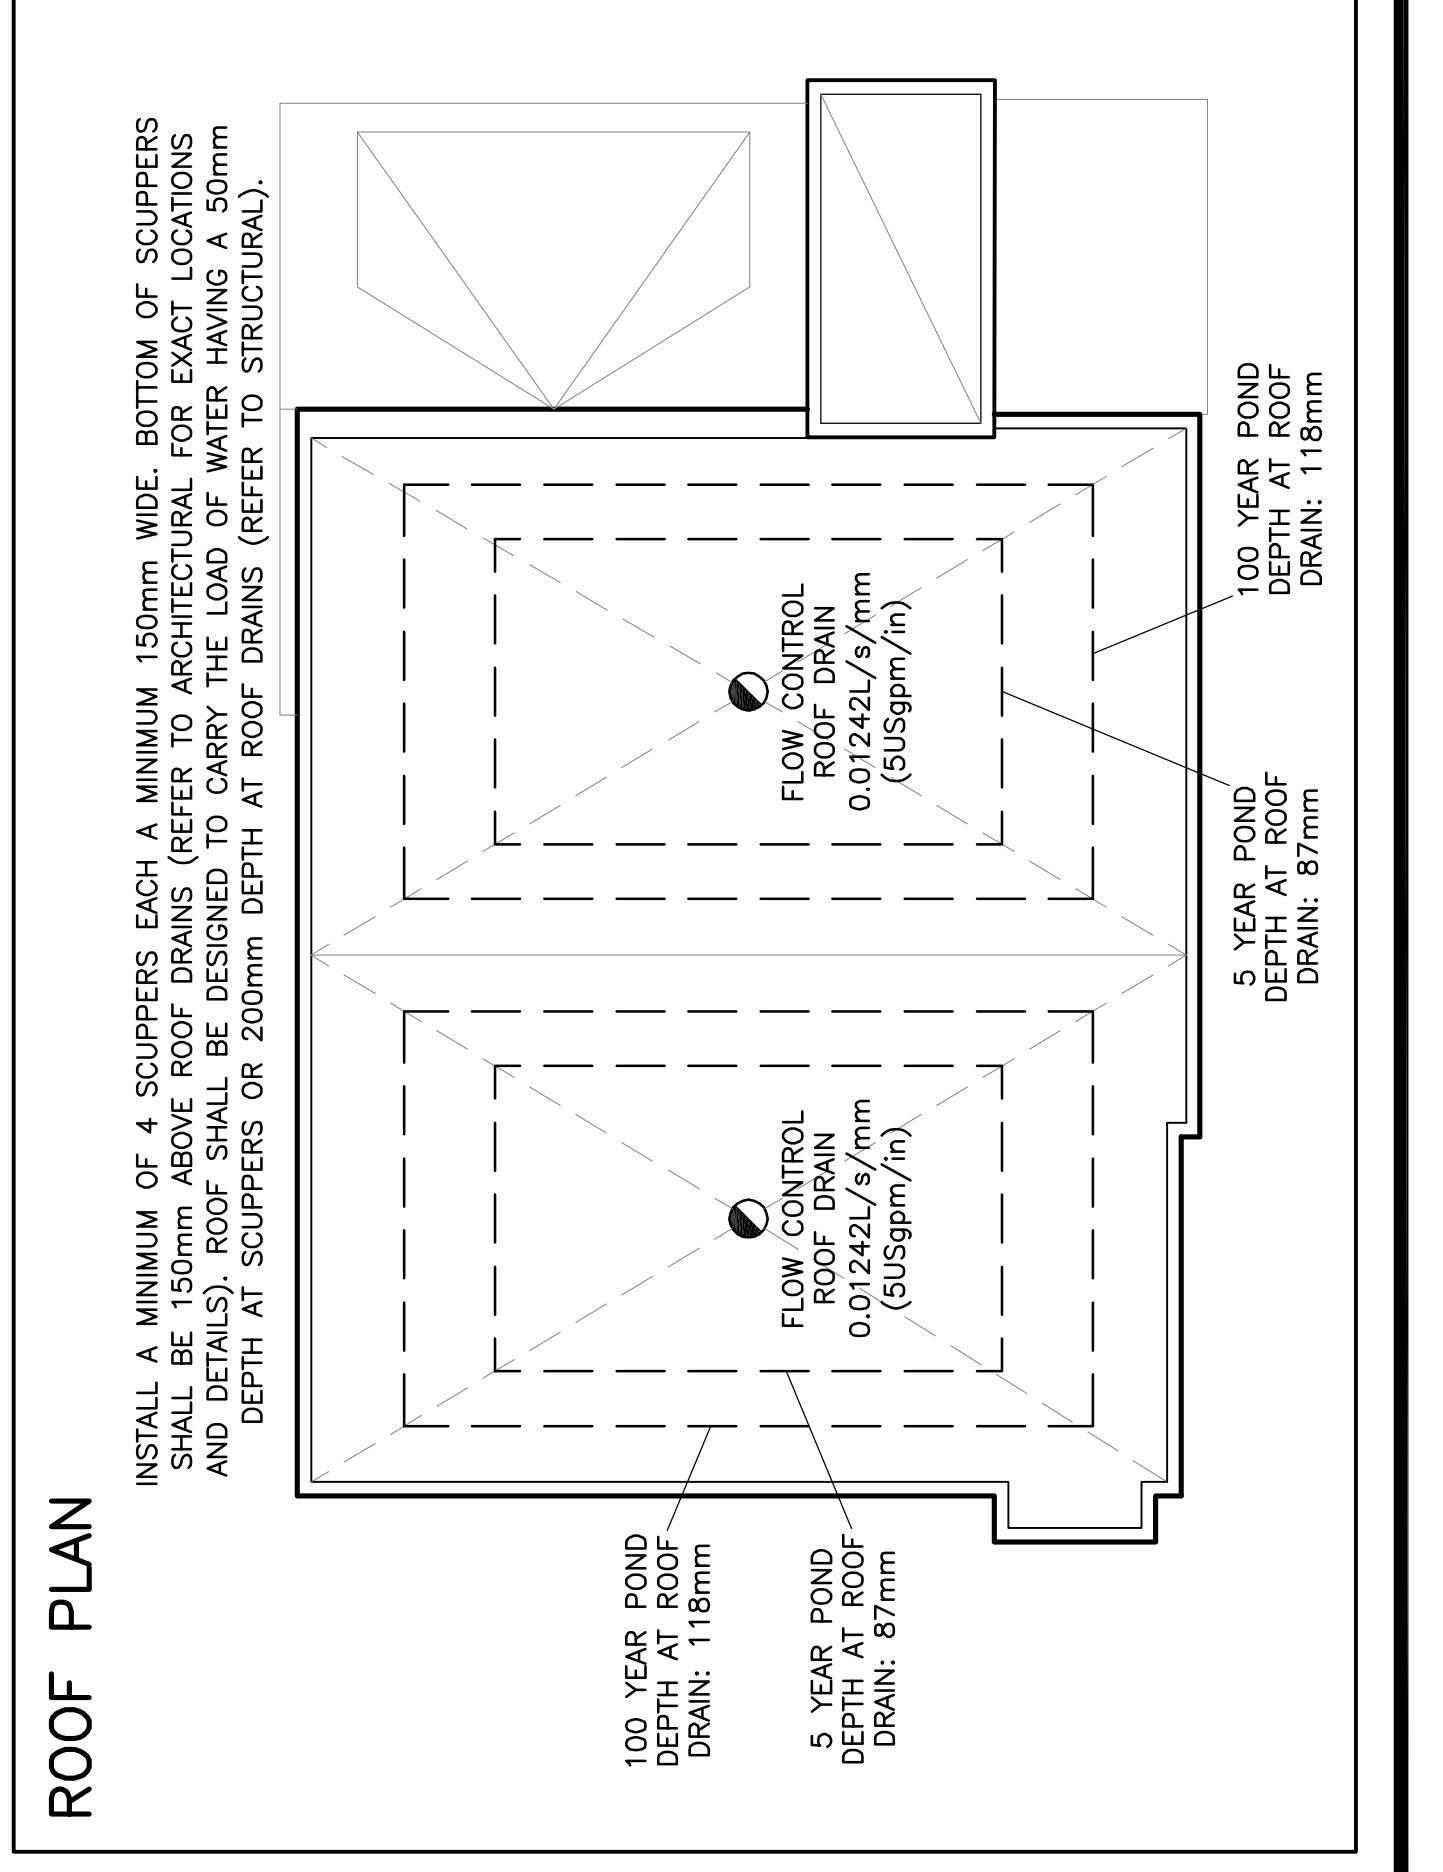 ROOF PLAN
INSTALL A MINIMUM OF 4 SCUPPERS EACH A MINIMUM 150mm WIDE. BOTTOM OF SCUPPERS
SHALL BE 150mm ABOVE ROOF DRAINS (REFER TO ARCHITECTURAL FOR EXACT LOCATIONS
AND DETAILS). ROOF SHALL BE DESIGNED TO CARRY THE LOAD OF WATER HAVING A 50mm
DEPTH AT SCUPPERS OR 200mm DEPTH AT ROOF DRAINS (REFER TO STRUCTURAL).
100 YEAR POND
DEPTH AT ROOF
DRAIN: 118mm
5 YEAR POND
DEPTH AT ROOF
DRAIN: 87mm
FLOW CONTROL
ROOF DRAIN
0.01242L/s/mm
(5USgpm/in)
FLOW CONTROL
ROOF DRAIN
0.01242L/s/mm
(5USgpm/in)
5 YEAR POND
DEPTH AT ROOF
DRAIN: 87mm
100 YEAR POND
DEPTH AT ROOF
DRAIN: 118mm